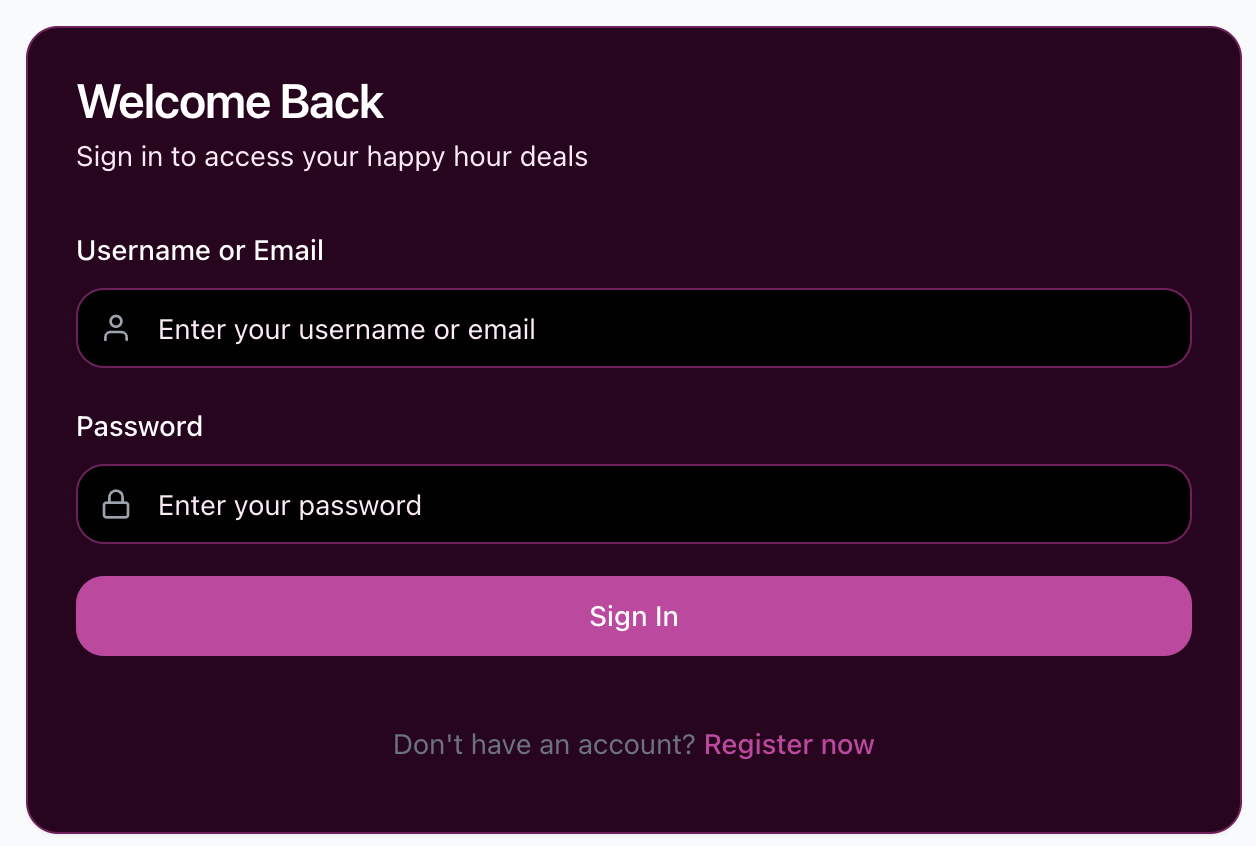 Welcome Back
Sign in to access your happy hour deals
Username or Email
Enter your username or email
Password
Enter your password
Sign In
Don't have an account? Register now